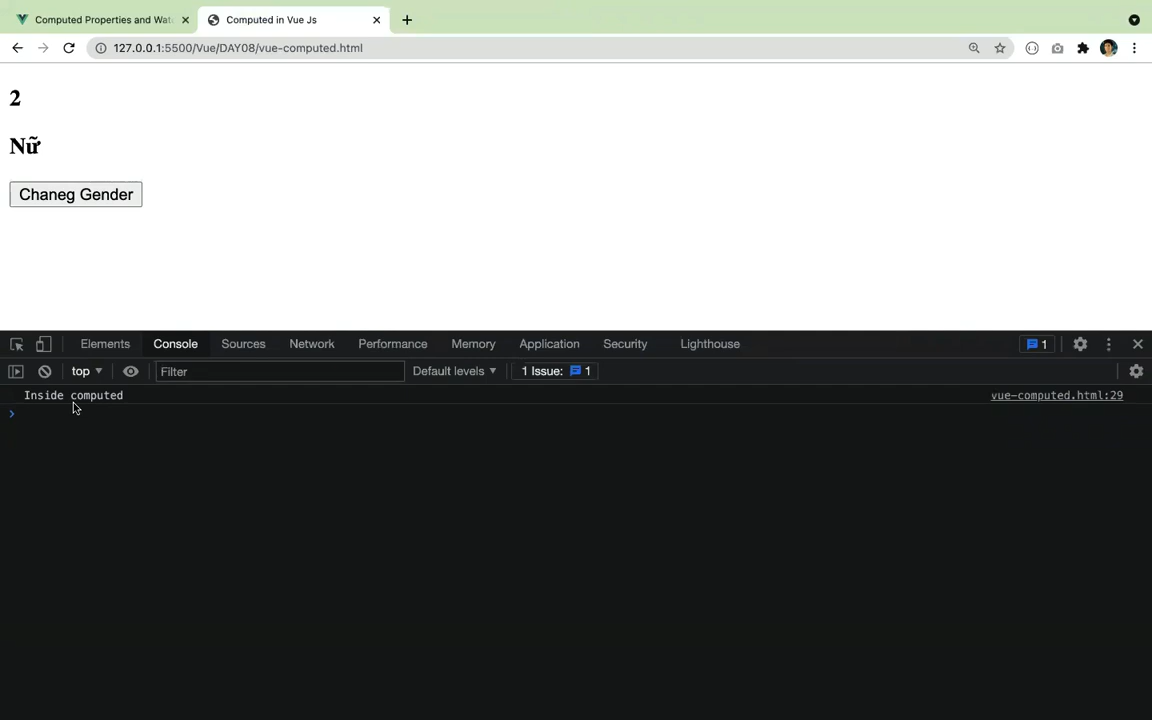 Computed Properties and Wat
Computed in Vue Js
127.0.0.1:5500/Vue/DAY08/vue-computed.html
2
Nữ
Chaneg Gender
Elements Console Sources Network Performance Memory Application Security Lighthouse 1
top Filter Default levels 1 Issue: 1
Inside computed vue-computed.html:29